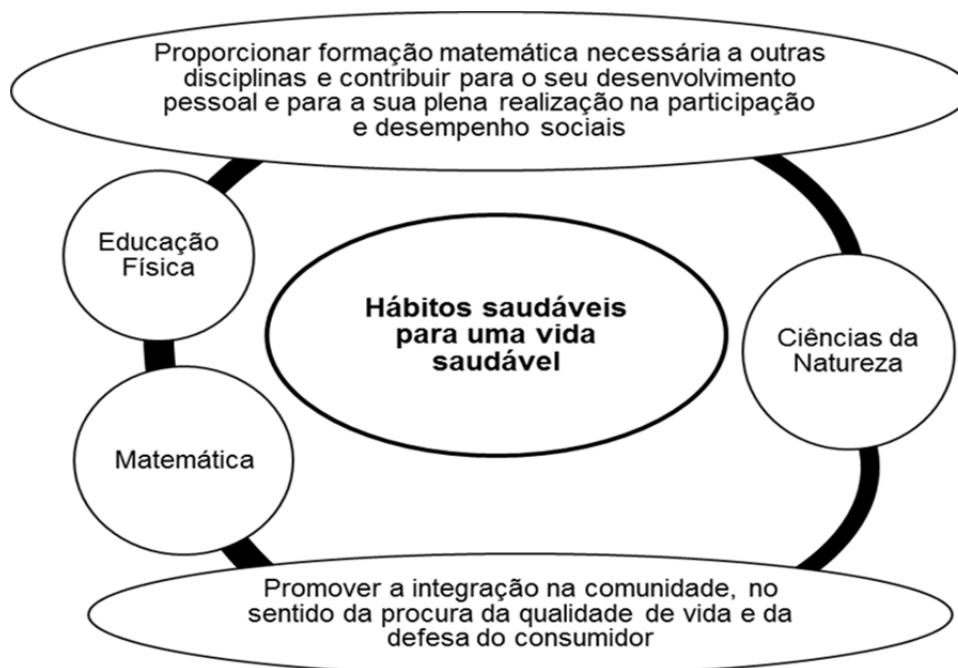 Proporcionar formação matemática necessária a outras
disciplinas e contribuir para o seu desenvolvimento
pessoal e para a sua plena realização na participação
e desempenho sociais
Educação
Física
Hábitos saudáveis
para uma vida
saudável
Ciências da
Natureza
Matemática
Promover a integração na comunidade, no
sentido da procura da qualidade de vida e da
defesa do consumidor